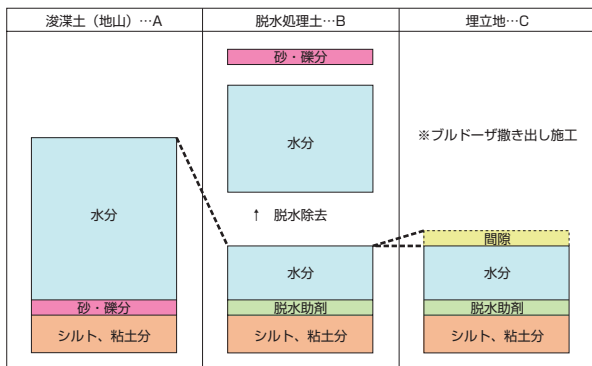 浚渫土（地山）…A
脱水処理土…B
埋立地…C
砂・礫分
水分
↑ 脱水除去
※ブルドーザ撒き出し施工
水分
砂・礫分
シルト、粘土分
水分
脱水助剤
シルト、粘土分
間隙
水分
脱水助剤
シルト、粘土分